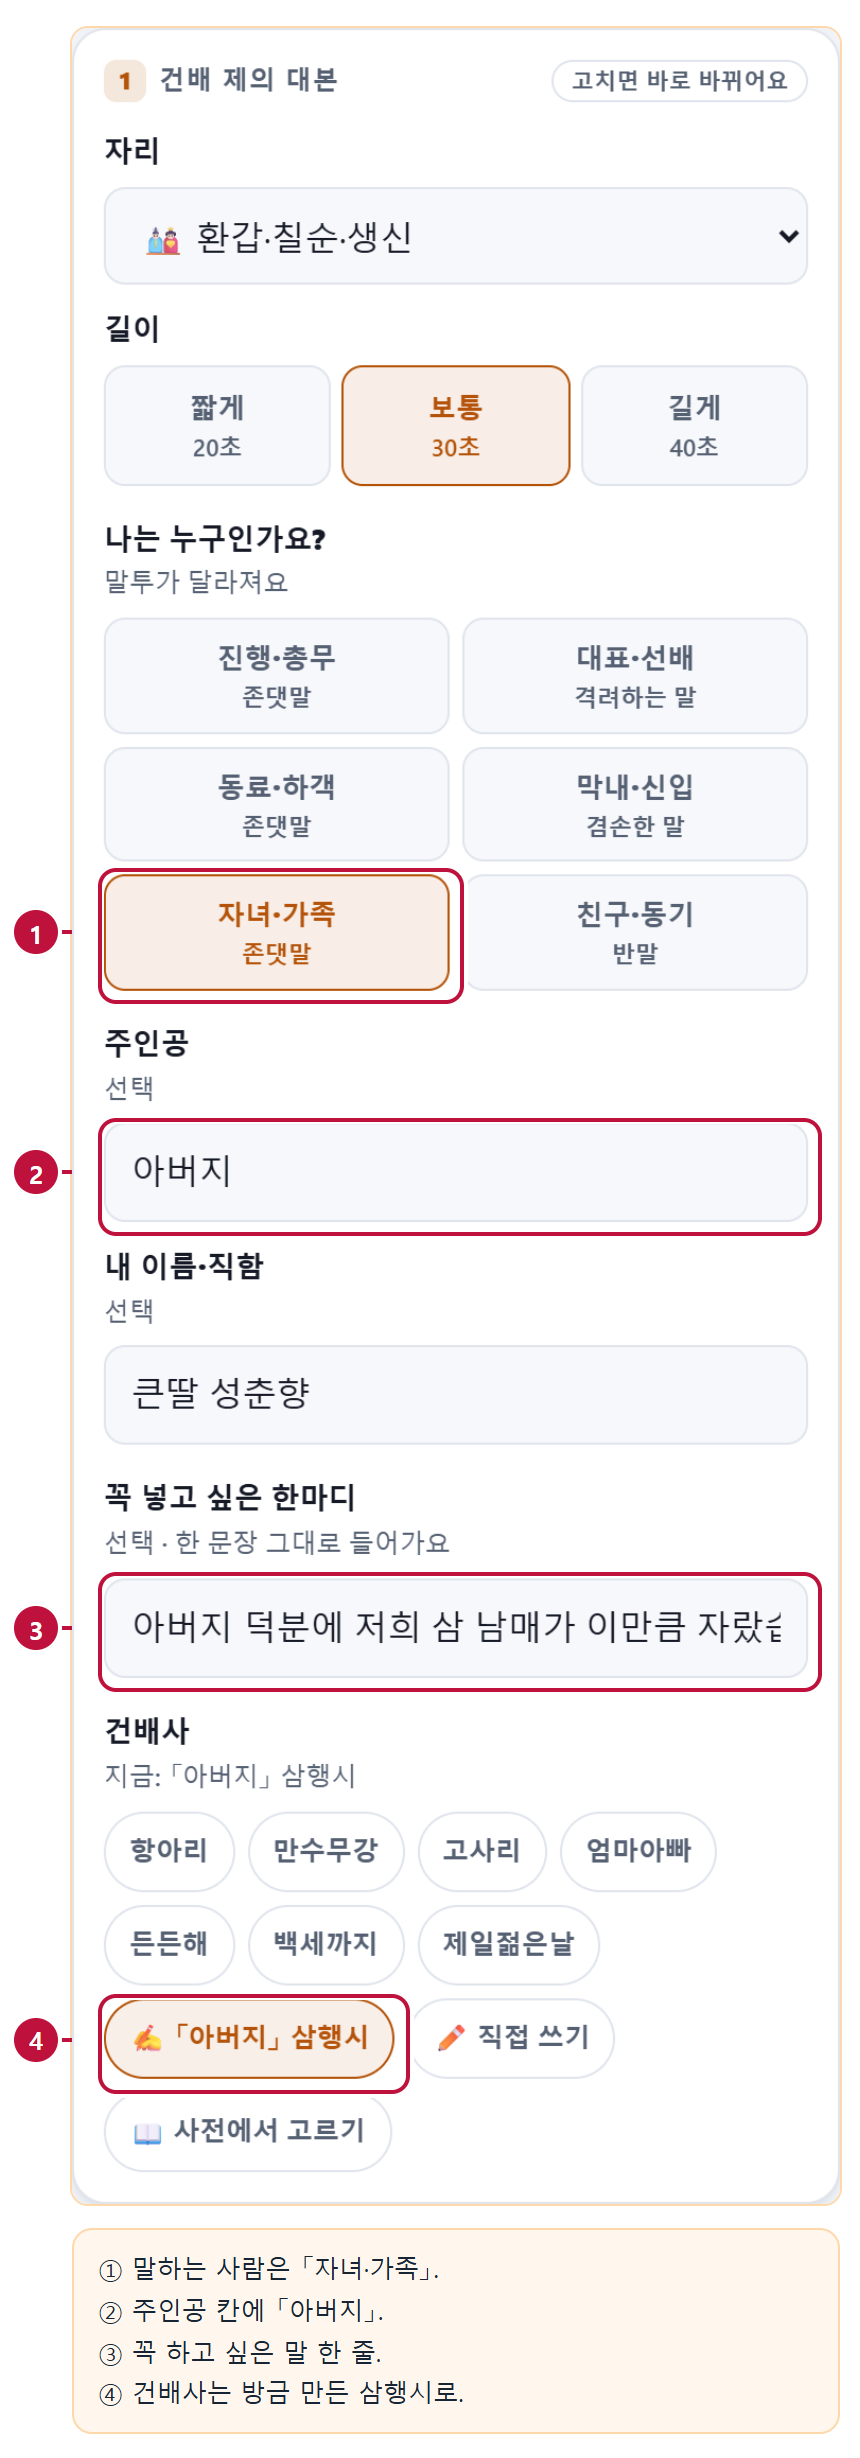 1 건배 제의 대본
고치면 바로 바뀌어요
자리
환갑·칠순·생신
길이
짧게
20초
보통
30초
길게
40초
나는 누구인가요?
말투가 달라져요
진행·총무
존댓말
대표·선배
격려하는 말
동료·하객
존댓말
막내·신입
겸손한 말
1
자녀·가족
존댓말
친구·동기
반말
주인공
선택
2
아버지
내 이름·직함
선택
큰딸 성춘향
꼭 넣고 싶은 한마디
선택 · 한 문장 그대로 들어가요
3
아버지 덕분에 저희 삼 남매가 이만큼 자랐
건배사
지금: 「아버지」 삼행시
항아리
만수무강
고사리
엄마아빠
든든해
백세까지
제일젊은날
4
✍️ 「아버지」 삼행시
✏️ 직접 쓰기
📖 사전에서 고르기
① 말하는 사람은 「자녀·가족」.
② 주인공 칸에 「아버지」.
③ 꼭 하고 싶은 말 한 줄.
④ 건배사는 방금 만든 삼행시로.